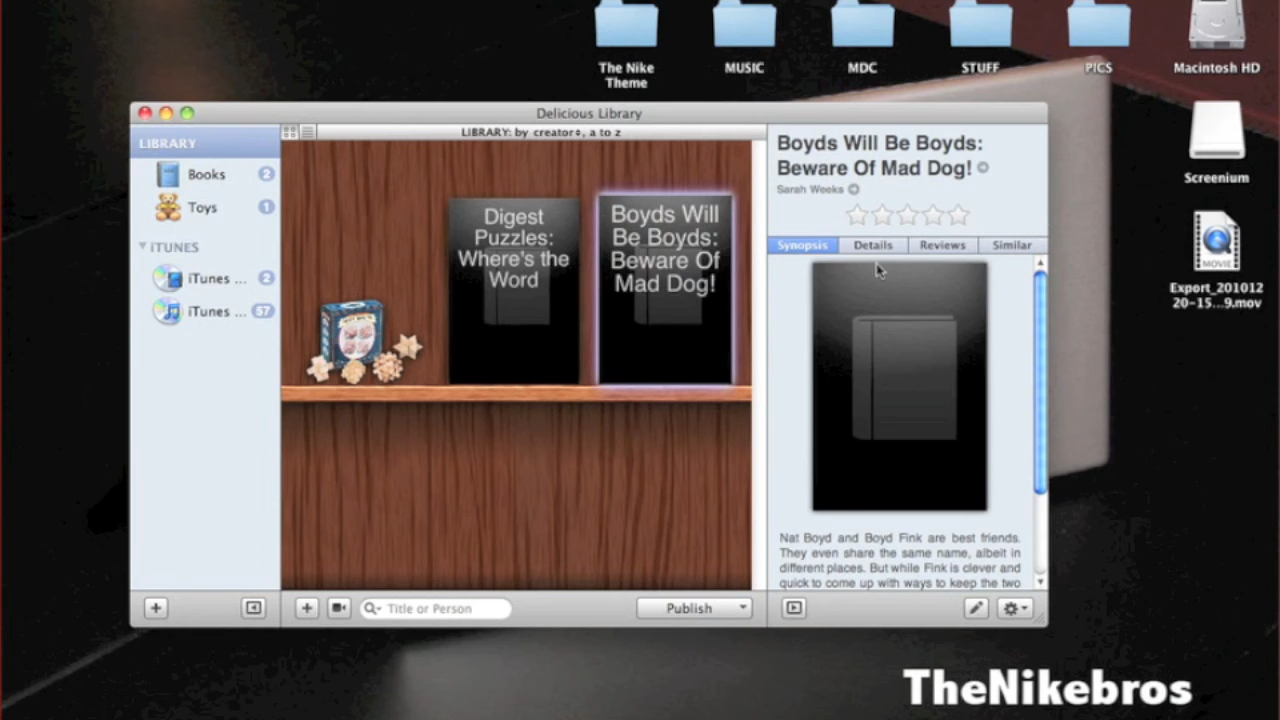 The Nike
Theme
MUSIC
MDC
STUFF
PICS
Macintosh HD
Screenium
MOVIE
Export_201012
20-15...9.mov
Delicious Library
LIBRARY
Books 2
Toys 1
iTUNES
iTunes ... 2
iTunes ... 57
LIBRARY: by creator, a to z
Digest
Puzzles:
Where's the
Word
Boyds Will
Be Boyds:
Beware Of
Mad Dog!
Boyds Will Be Boyds:
Beware Of Mad Dog!
Sarah Weeks
Synopsis Details Reviews Similar
Nat Boyd and Boyd Fink are best friends.
They even share the same name, albeit in
different places. But while Fink is clever and
quick to come up with ways to keep the two
Title or Person
Publish
TheNikebros